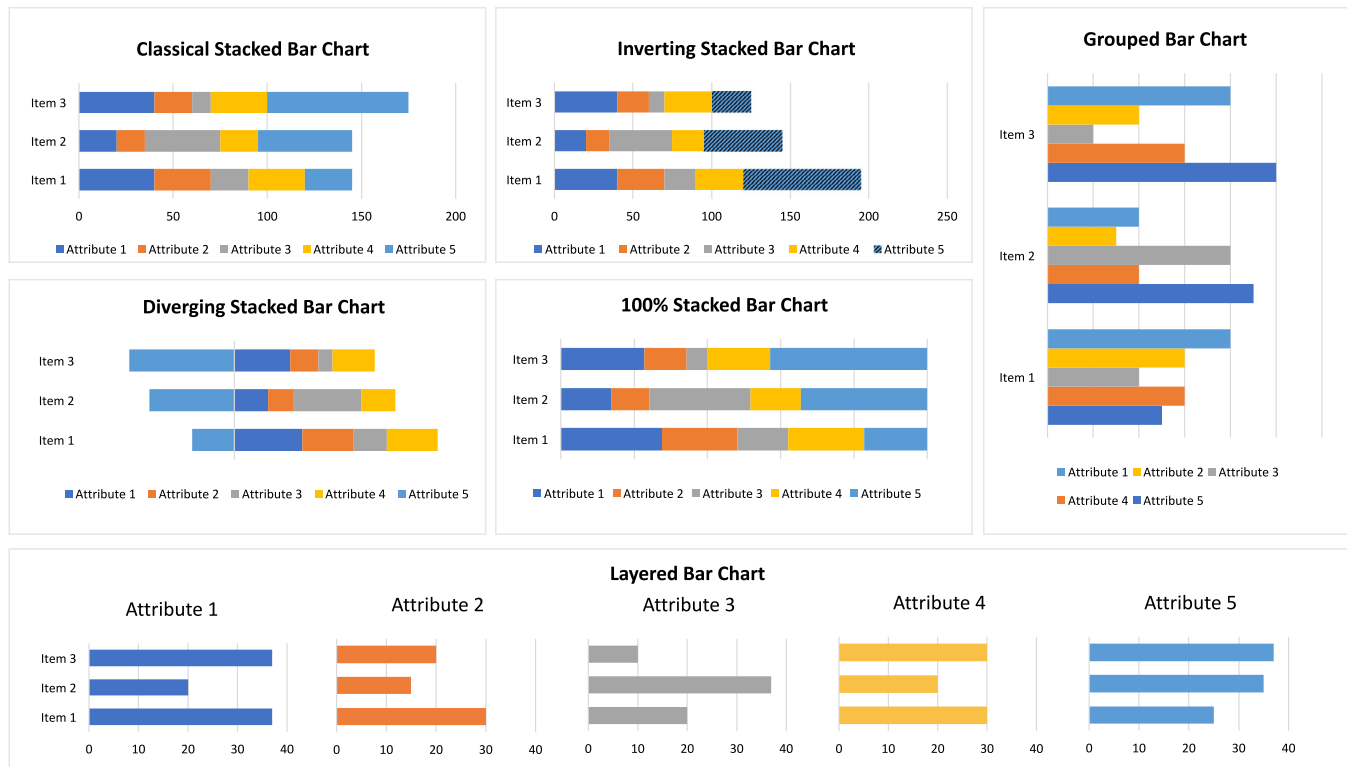 Classical Stacked Bar Chart
Item 3
Item 2
Item 1
0 50 100 150 200
Attribute 1 Attribute 2 Attribute 3 Attribute 4 Attribute 5
Inverting Stacked Bar Chart
Item 3
Item 2
Item 1
0 50 100 150 200 250
Attribute 1 Attribute 2 Attribute 3 Attribute 4 Attribute 5
Grouped Bar Chart
Item 3
Item 2
Item 1
Attribute 1 Attribute 2 Attribute 3
Attribute 4 Attribute 5
Diverging Stacked Bar Chart
Item 3
Item 2
Item 1
Attribute 1 Attribute 2 Attribute 3 Attribute 4 Attribute 5
100% Stacked Bar Chart
Item 3
Item 2
Item 1
Attribute 1 Attribute 2 Attribute 3 Attribute 4 Attribute 5
Layered Bar Chart
Attribute 1
Item 3
Item 2
Item 1
0 10 20 30 40
Attribute 2
0 10 20 30 40
Attribute 3
0 10 20 30 40
Attribute 4
0 10 20 30 40
Attribute 5
0 10 20 30 40